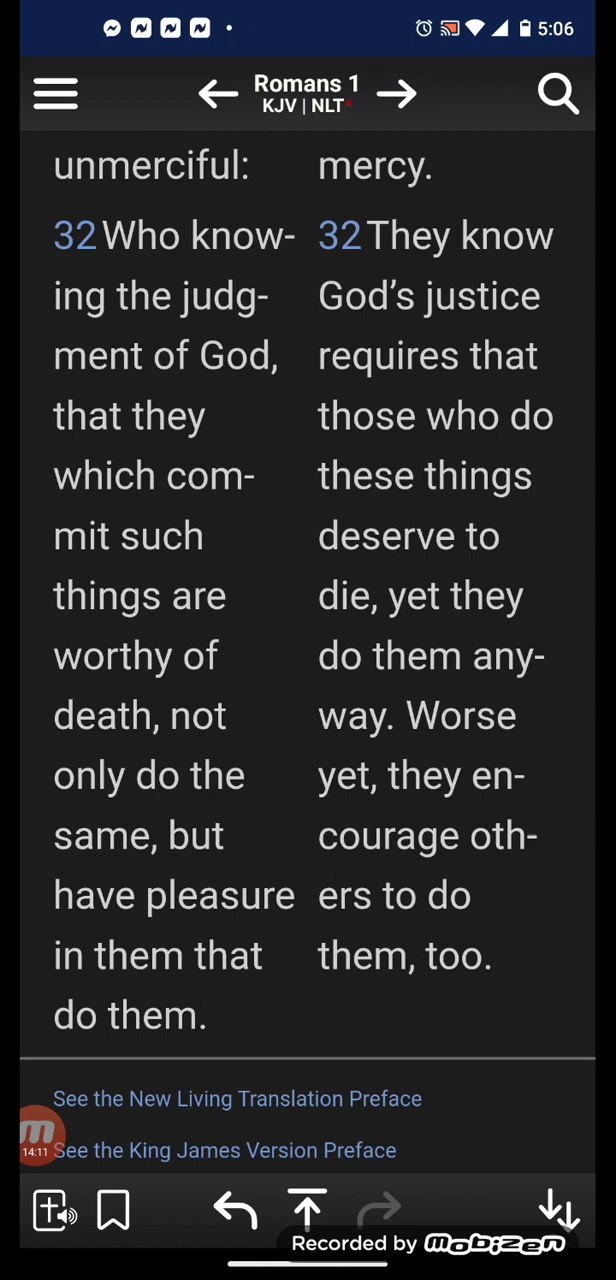 5:06
Romans 1
KJV | NLT*
unmerciful:
32 Who know-
ing the judg-
ment of God,
that they
which com-
mit such
things are
worthy of
death, not
only do the
same, but
have pleasure
in them that
do them.
mercy.
32 They know
God's justice
requires that
those who do
these things
deserve to
die, yet they
do them any-
way. Worse
yet, they en-
courage oth-
ers to do
them, too.
See the New Living Translation Preface
See the King James Version Preface
14:11
Recorded by mobizen